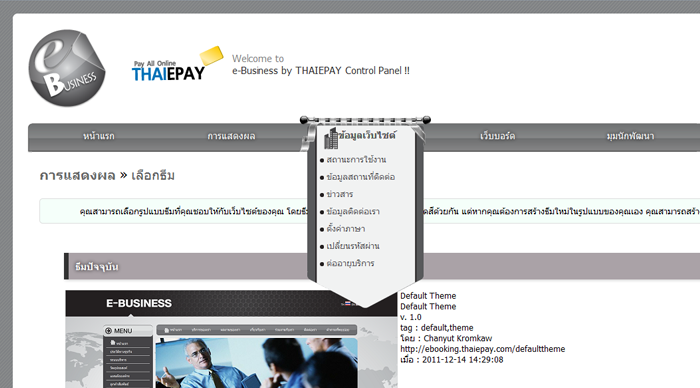 e
BUSINESS
Pay All Online
THAIEPAY
Welcome to
e-Business by THAIEPAY Control Panel !!
หน้าแรก
การแสดงผล
ข้อมูลเว็บไซต์
เว็บบอร์ด
มุมนักพัฒนา
สถานะการใช้งาน
ข้อมูลสถานที่ติดต่อ
ข่าวสาร
ข้อมูลติดต่อเรา
ตั้งค่าภาษา
เปลี่ยนรหัสผ่าน
ต่ออายุบริการ
การแสดงผล » เลือกธีม
คุณสามารถเลือกรูปแบบธีมที่คุณชอบให้กับเว็บไซต์ของคุณ โดยธี ดสีด้วยกัน แต่หากคุณต้องการสร้างธีมใหม่ในรูปแบบของคุณเอง คุณสามารถสร้
ธีมปัจจุบัน
E-BUSINESS
MENU
Default Theme
Default Theme
v. 1.0
tag : default,theme
โดย : Chanyut Kromkaw
http://ebooking.thaiepay.com/defaulttheme
เมื่อ : 2011-12-14 14:29:08